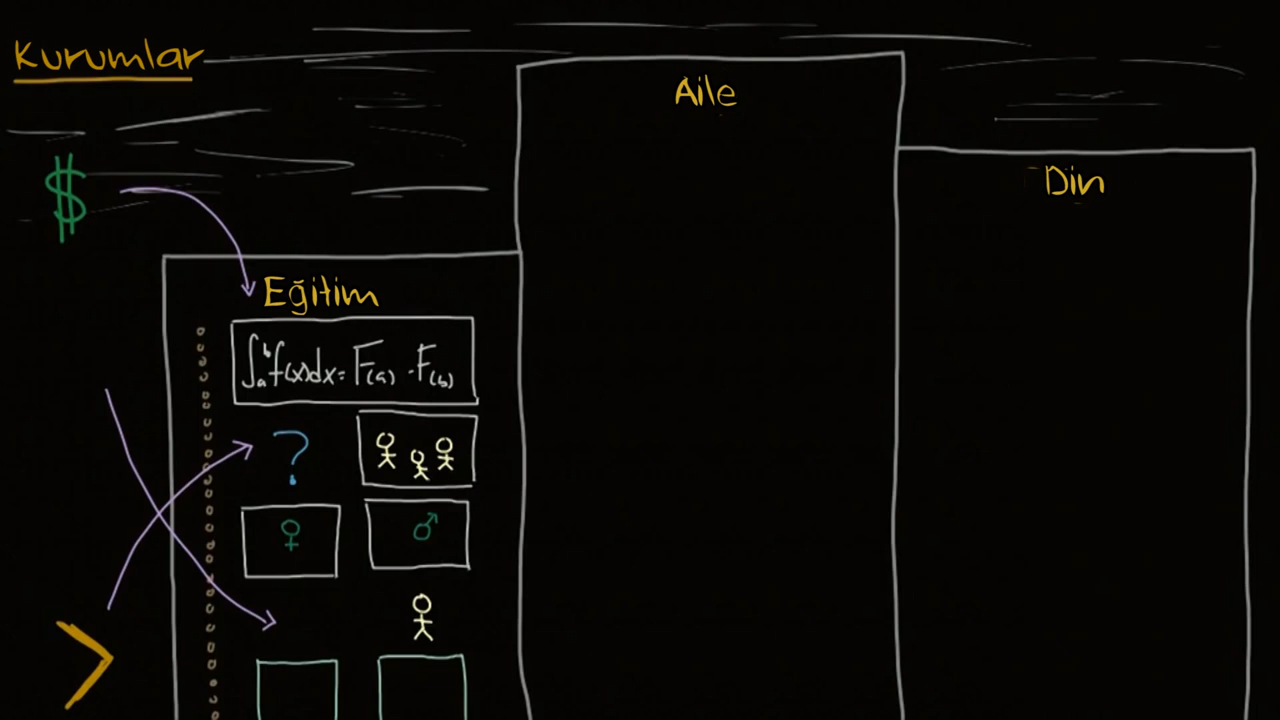 Kurumlar
Aile
Din
$
Eğitim
∫ₐᵇf(x)dx = F(a) - F(b)
?
♀ ♂
>